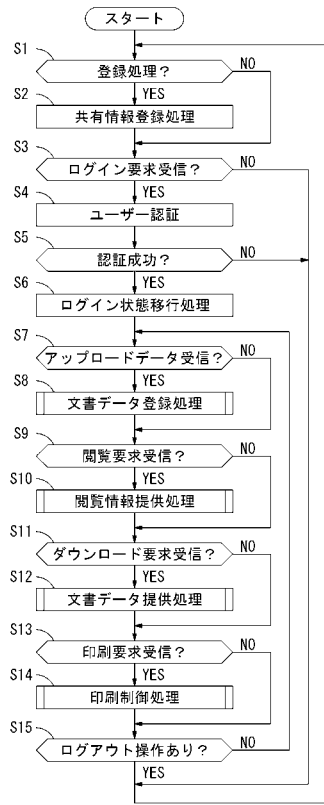 スタート
S1
登録処理？
NO
YES
S2
共有情報登録処理
S3
ログイン要求受信？
NO
YES
S4
ユーザー認証
S5
認証成功？
NO
YES
S6
ログイン状態移行処理
S7
アップロードデータ受信？
NO
YES
S8
文書データ登録処理
S9
閲覧要求受信？
NO
YES
S10
閲覧情報提供処理
S11
ダウンロード要求受信？
NO
YES
S12
文書データ提供処理
S13
印刷要求受信？
NO
YES
S14
印刷制御処理
S15
ログアウト操作あり？
NO
YES